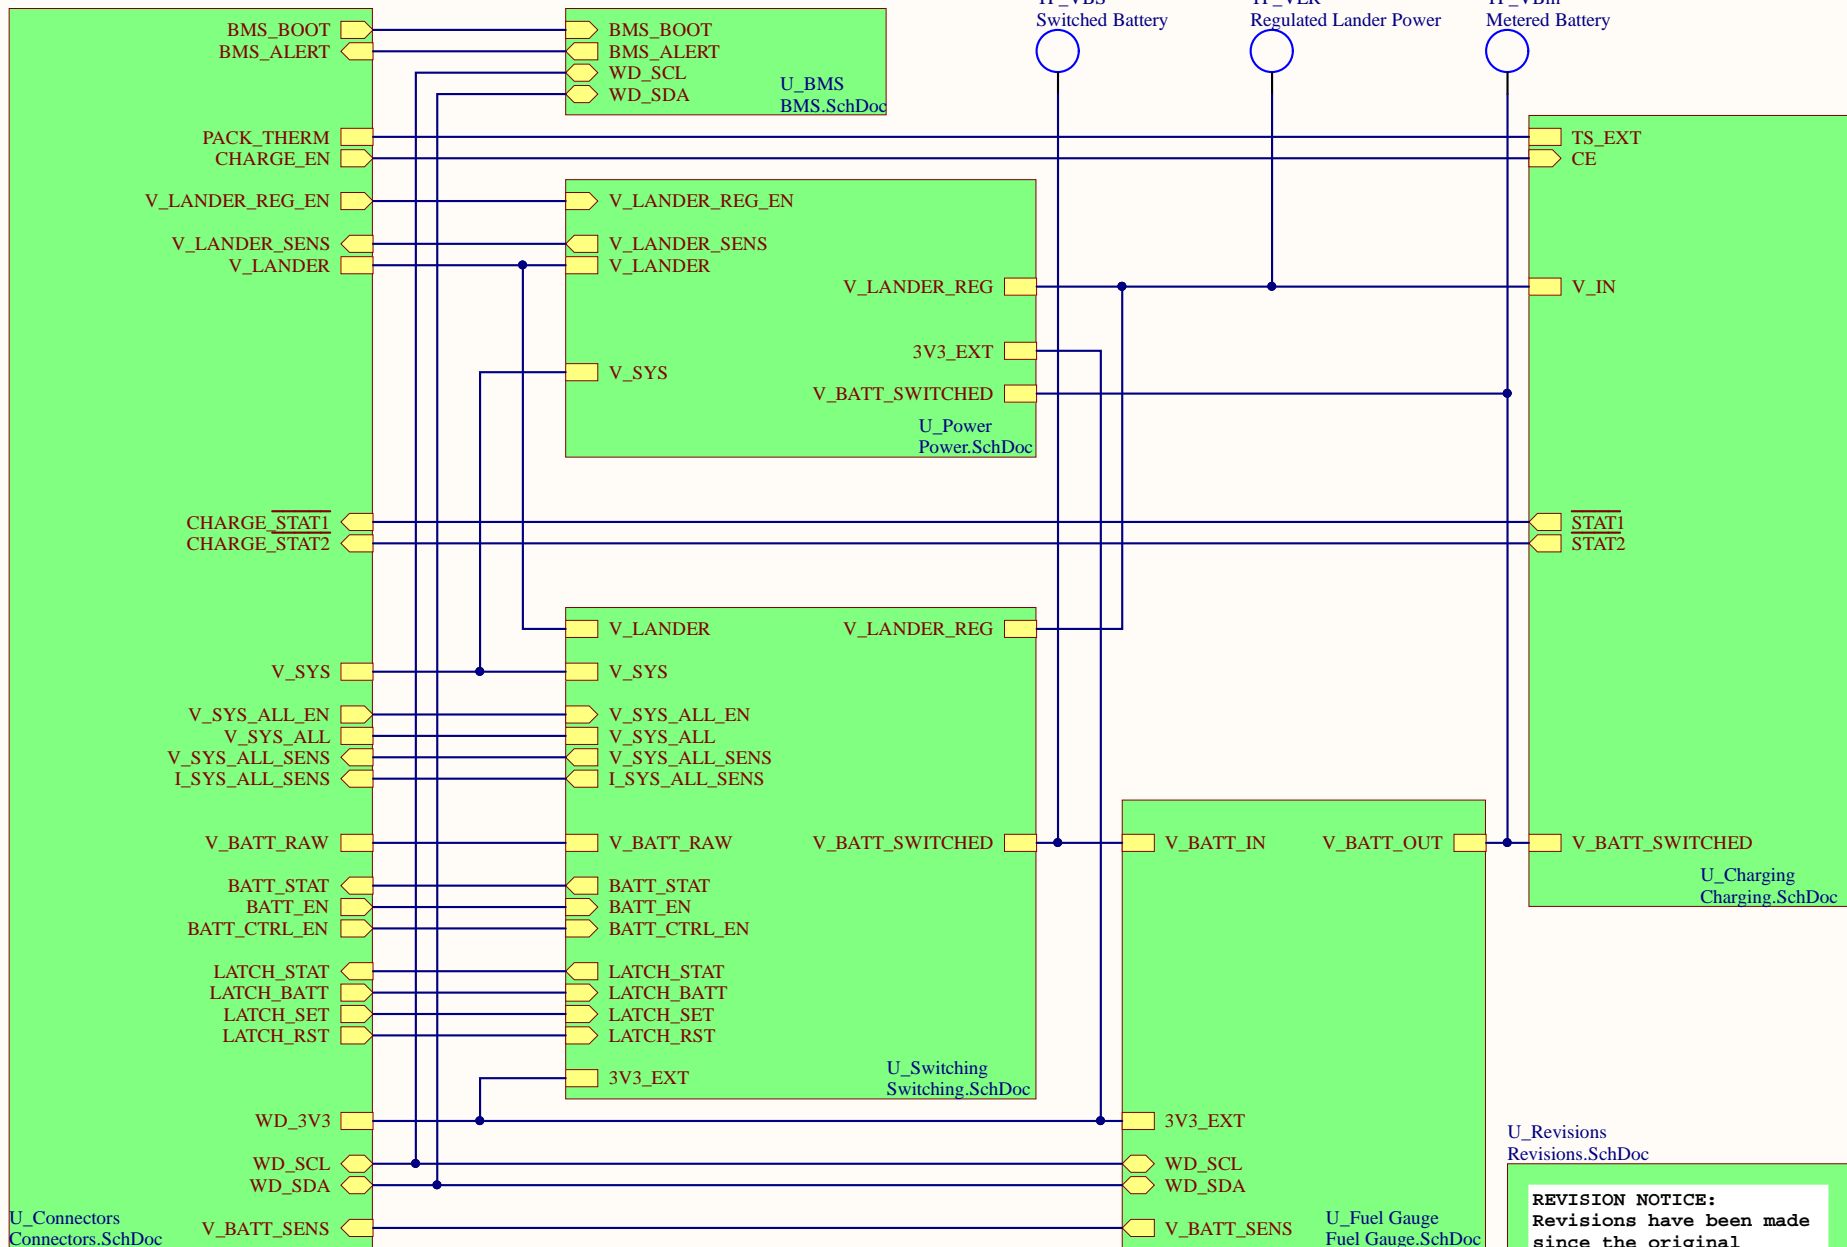 Switched Battery
Regulated Lander Power
Metered Battery
BMS_BOOT
BMS_ALERT
BMS_BOOT
BMS_ALERT
WD_SCL
WD_SDA
U_BMS
BMS.SchDoc
PACK_THERM
CHARGE_EN
TS_EXT
CE
V_LANDER_REG_EN
V_LANDER_SENS
V_LANDER
V_LANDER_REG_EN
V_LANDER_SENS
V_LANDER
V_LANDER_REG
V_IN
3V3_EXT
V_SYS
V_BATT_SWITCHED
U_Power
Power.SchDoc
CHARGE_STAT1
CHARGE_STAT2
STAT1
STAT2
V_LANDER
V_LANDER_REG
V_SYS
V_SYS
V_SYS_ALL_EN
V_SYS_ALL
V_SYS_ALL_SENS
I_SYS_ALL_SENS
V_SYS_ALL_EN
V_SYS_ALL
V_SYS_ALL_SENS
I_SYS_ALL_SENS
V_BATT_RAW
V_BATT_RAW
V_BATT_SWITCHED
V_BATT_IN
V_BATT_OUT
V_BATT_SWITCHED
U_Charging
Charging.SchDoc
BATT_STAT
BATT_EN
BATT_CTRL_EN
BATT_STAT
BATT_EN
BATT_CTRL_EN
LATCH_STAT
LATCH_BATT
LATCH_SET
LATCH_RST
LATCH_STAT
LATCH_BATT
LATCH_SET
LATCH_RST
U_Switching
Switching.SchDoc
3V3_EXT
WD_3V3
3V3_EXT
WD_SCL
WD_SDA
WD_SCL
WD_SDA
U_Connectors
Connectors.SchDoc
V_BATT_SENS
V_BATT_SENS
U_Fuel Gauge
Fuel Gauge.SchDoc
U_Revisions
Revisions.SchDoc
REVISION NOTICE:
Revisions have been made
since the original